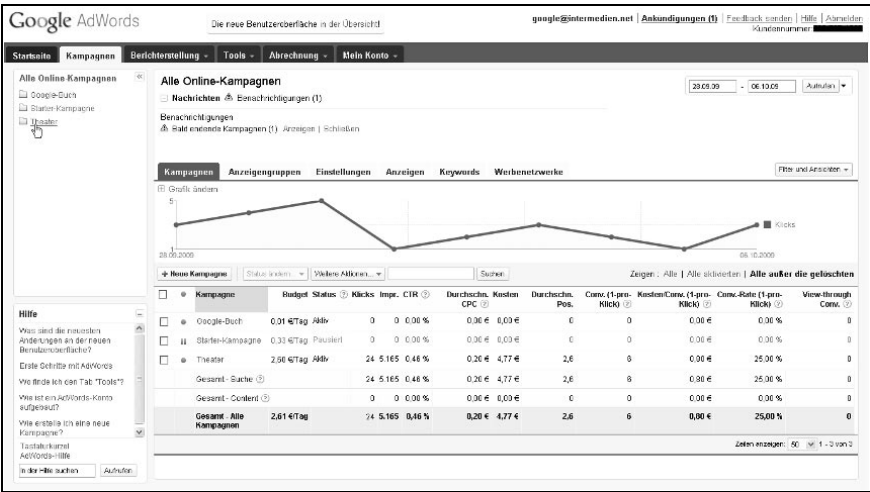 Google AdWords
Die neue Benutzeroberfläche in der Übersicht!
google@intermedien.net | Ankündigungen (1) | Feedback senden | Hilfe | Abmelden
Kundennummer:
Startseite Kampagnen Berichterstellung Tools Abrechnung Mein Konto
Alle Online-Kampagnen
Google-Buch
Starter-Kampagne
Theater
Alle Online-Kampagnen
28.09.09 - 06.10.09 Aufrufen
Nachrichten Benachrichtigungen (1)
Benachrichtigungen
Bald endende Kampagnen (1) Anzeigen | Schließen
Kampagnen Anzeigengruppen Einstellungen Anzeigen Keywords Werbenetzwerke
Filter und Ansichten
Grafik ändern
5
1
Klicks
28.09.2009 06.10.2009
+ Neue Kampagne Status ändern... Weitere Aktionen... Suchen
Zeigen: Alle | Alle aktivierten | Alle außer die gelöschten
Kampagne Budget Status Klicks Impr. CTR Durchschn. CPC Kosten Durchschn. Pos. Conv. (1-pro-Klick) Kosten/Conv. (1-pro-Klick) Conv.-Rate (1-pro-Klick) View-through Conv.
Google-Buch 0,01 €/Tag Aktiv 0 0 0,00 % 0,00 € 0,00 € 0 0 0,00 € 0,00 % 0
Starter-Kampagne 0,33 €/Tag Pausiert 0 0 0,00 % 0,00 € 0,00 € 0 0 0,00 € 0,00 % 0
Theater 2,60 €/Tag Aktiv 24 5.165 0,46 % 0,20 € 4,77 € 2,6 6 0,80 € 25,00 % 0
Gesamt - Suche 24 5.165 0,46 % 0,20 € 4,77 € 2,6 6 0,80 € 25,00 % 0
Gesamt - Content 0 0 0,00 % 0,00 € 0,00 € 0 0 0,00 € 0,00 % 0
Gesamt - Alle Kampagnen 2,61 €/Tag 24 5.165 0,46 % 0,20 € 4,77 € 2,6 6 0,80 € 25,00 % 0
Zeilen anzeigen: 50 1 - 3 von 3
Hilfe
Was sind die neuesten
Änderungen an der neuen
Benutzeroberfläche?
Erste Schritte mit AdWords
Wo finde ich den Tab "Tools"?
Wie ist ein AdWords-Konto
aufgebaut?
Wie erstelle ich eine neue
Kampagne?
Tastaturkürzel
AdWords-Hilfe
In der Hilfe suchen Aufrufen